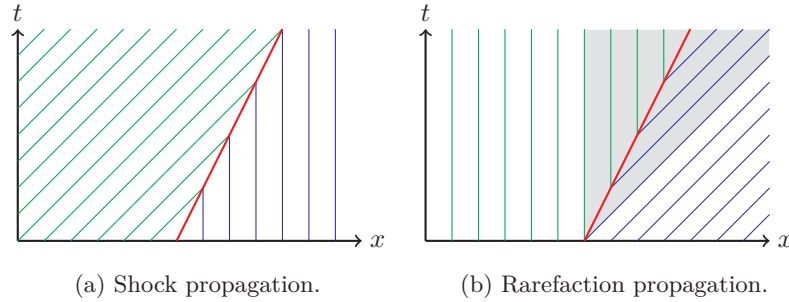 t
x
(a) Shock propagation.
t
x
(b) Rarefaction propagation.